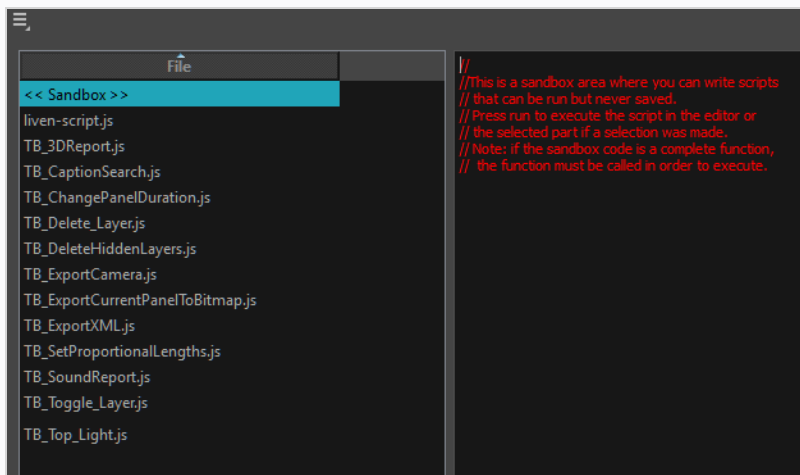 File
<< Sandbox >>
liven-script.js
TB_3DReport.js
TB_CaptionSearch.js
TB_ChangePanelDuration.js
TB_Delete_Layer.js
TB_DeleteHiddenLayers.js
TB_ExportCamera.js
TB_ExportCurrentPanelToBitmap.js
TB_ExportXML.js
TB_SetProportionalLengths.js
TB_SoundReport.js
TB_Toggle_Layer.js
TB_Top_Light.js
//
//This is a sandbox area where you can write scripts
// that can be run but never saved.
// Press run to execute the script in the editor or
// the selected part if a selection was made.
// Note: if the sandbox code is a complete function,
//  the function must be called in order to execute.